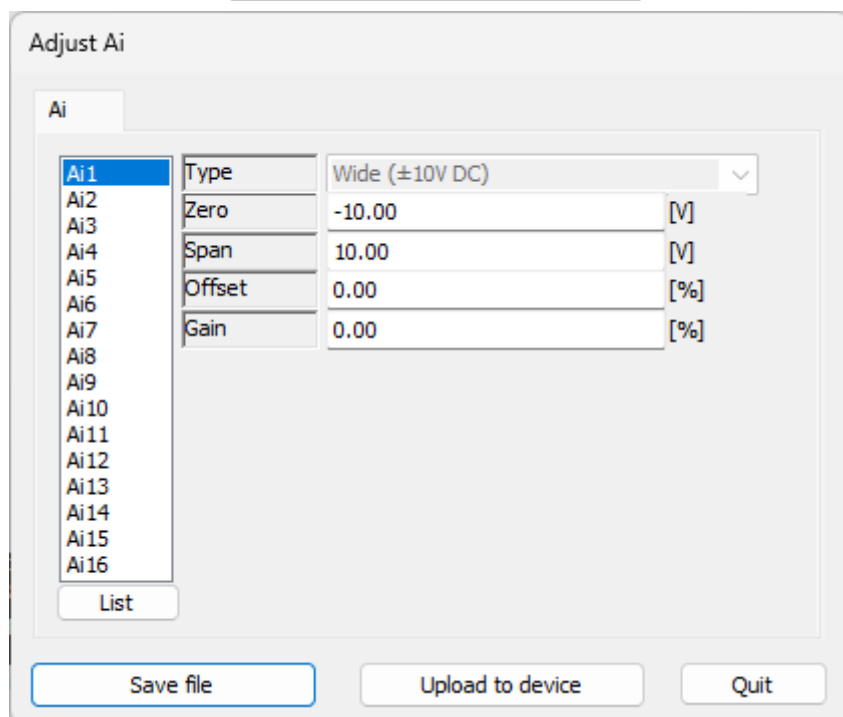 Adjust Ai
Ai
Ai1
Ai2
Ai3
Ai4
Ai5
Ai6
Ai7
Ai8
Ai9
Ai10
Ai11
Ai12
Ai13
Ai14
Ai15
Ai16
List
Type Wide (±10V DC)
Zero -10.00 [V]
Span 10.00 [V]
Offset 0.00 [%]
Gain 0.00 [%]
Save file Upload to device Quit